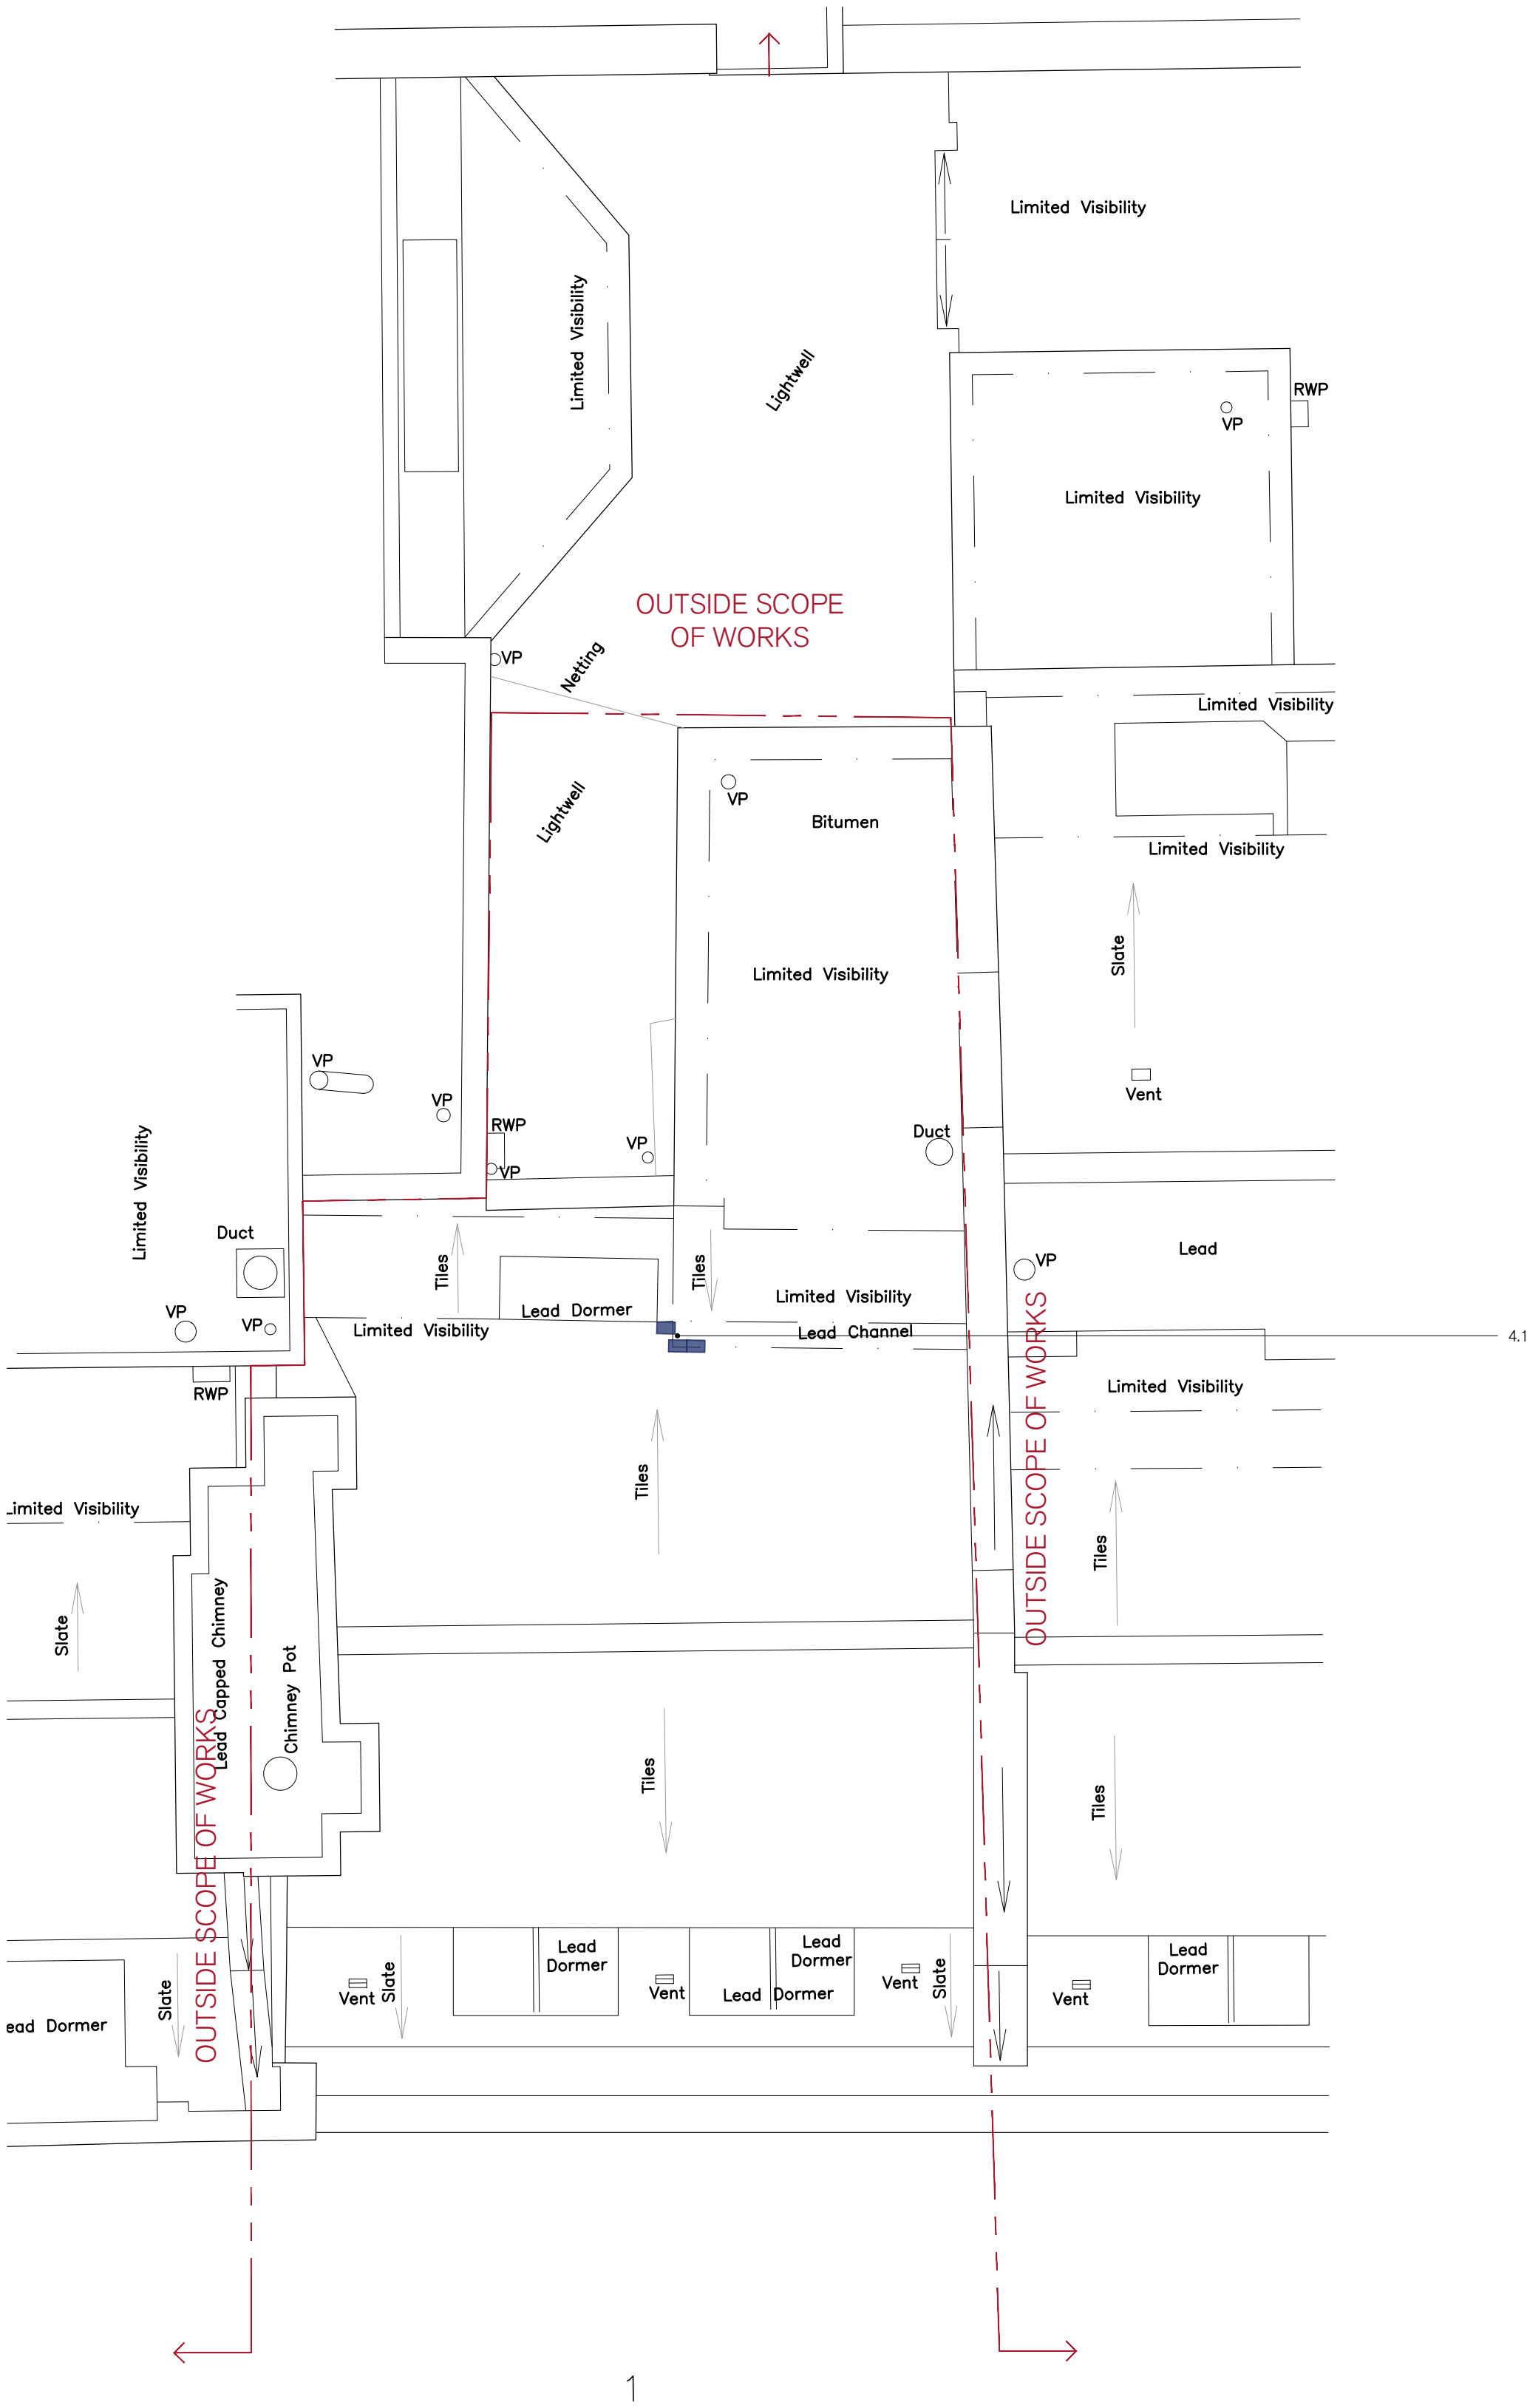 Limited Visibility
Limited Visibility
Lightwell
RWP
VP
Limited Visibility
OUTSIDE SCOPE
OF WORKS
VP
Netting
Limited Visibility
VP
Lightwell
Bitumen
Limited Visibility
Limited Visibility
Slate
VP
Vent
VP
RWP
Duct
VP
VP
Limited Visibility
Duct
Lead
VP
Tiles
Tiles
Limited Visibility
Lead Dormer
VP
VP
Limited Visibility
Lead Channel
4.1
RWP
Limited Visibility
OUTSIDE SCOPE OF WORKS
Tiles
Limited Visibility
Tiles
Slate
Lead Capped Chimney
Chimney Pot
OUTSIDE SCOPE OF WORKS
Tiles
Tiles
Lead
Dormer
Lead
Dormer
Lead
Dormer
Slate
Vent
Slate
Vent
Lead Dormer
Vent
Slate
Vent
ead Dormer
1